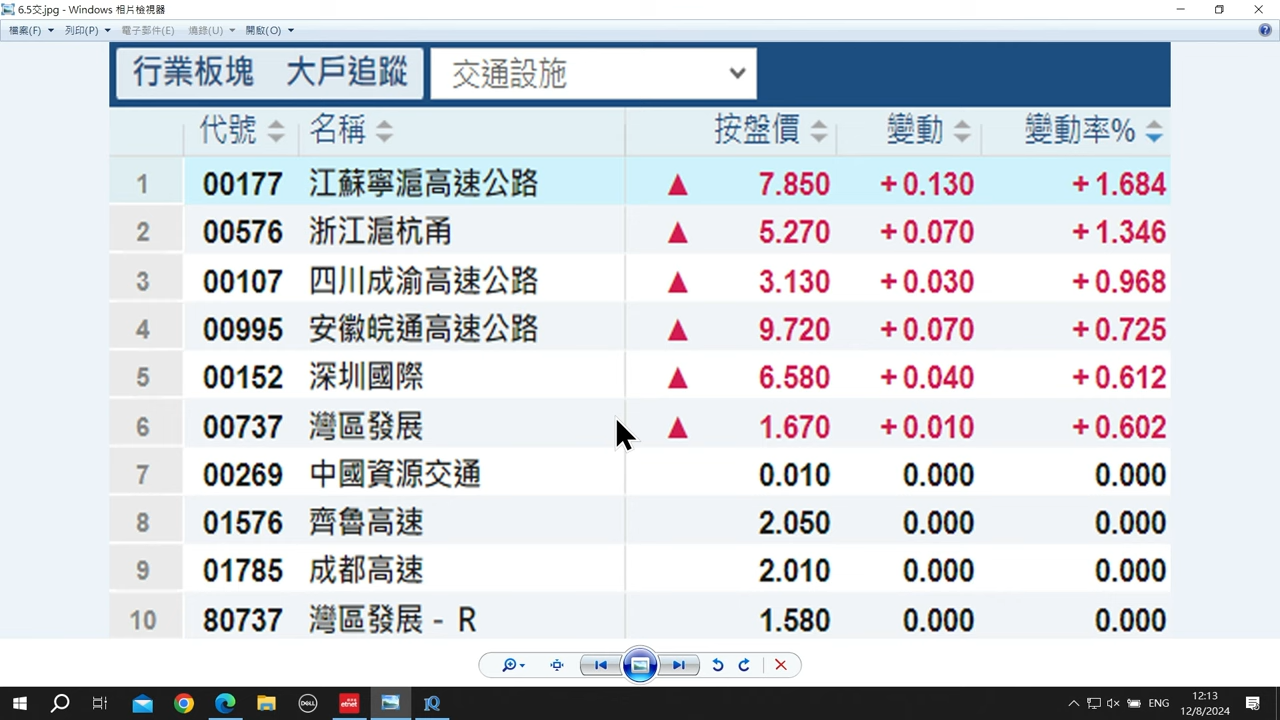 6.5交.jpg - Windows 相片檢視器
檔案(F) 列印(P) 電子郵件(E) 燒錄(U) 開啟(O)
行業板塊 大戶追蹤 交通設施
代號 名稱 按盤價 變動 變動率%
1 00177 江蘇寧滬高速公路 ▲ 7.850 +0.130 +1.684
2 00576 浙江滬杭甬 ▲ 5.270 +0.070 +1.346
3 00107 四川成渝高速公路 ▲ 3.130 +0.030 +0.968
4 00995 安徽皖通高速公路 ▲ 9.720 +0.070 +0.725
5 00152 深圳國際 ▲ 6.580 +0.040 +0.612
6 00737 灣區發展 ▲ 1.670 +0.010 +0.602
7 00269 中國資源交通 0.010 0.000 0.000
8 01576 齊魯高速 2.050 0.000 0.000
9 01785 成都高速 2.010 0.000 0.000
10 80737 灣區發展 - R 1.580 0.000 0.000
DELL etnet IQ ENG 12:13
12/8/2024